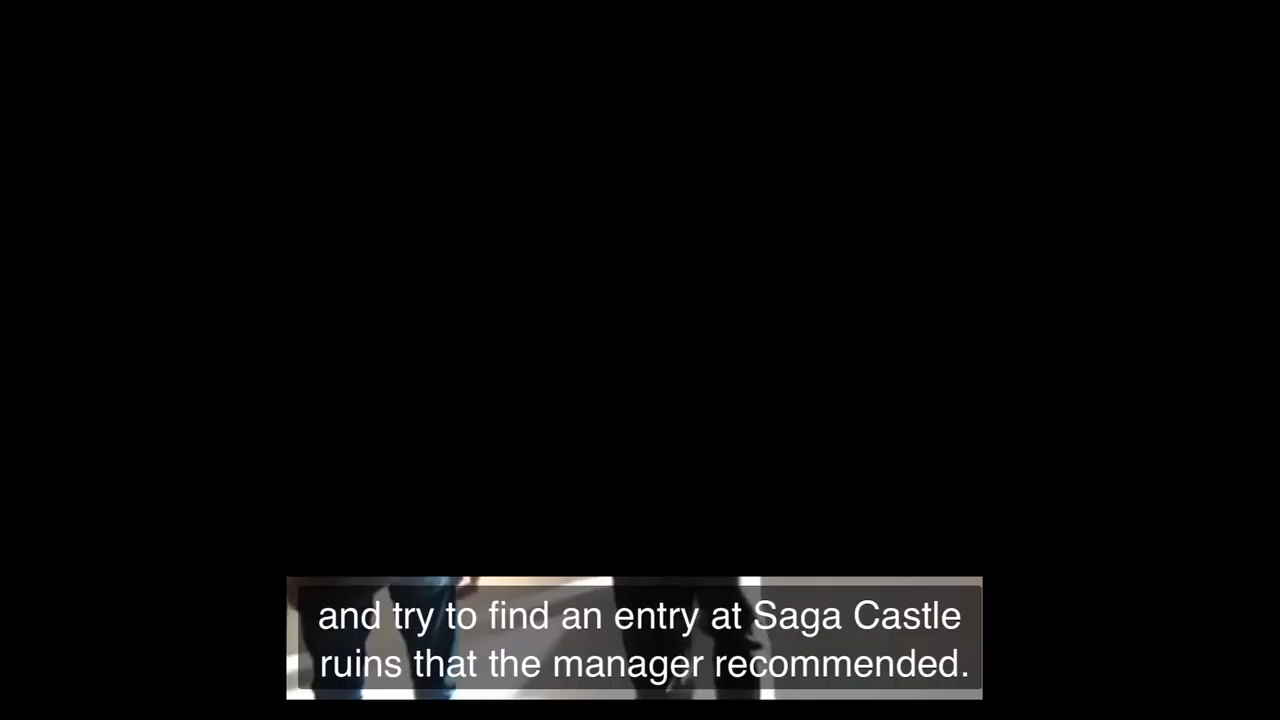 and try to find an entry at Saga Castle
ruins that the manager recommended.